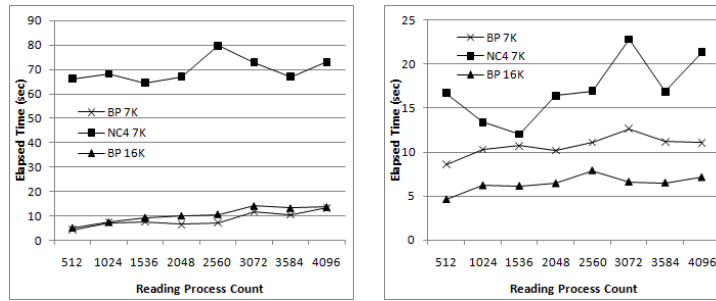 90
80
70
60
50
40
30
20
10
0
Elapsed Time (sec)
BP 7K
NC4 7K
BP 16K
512 1024 1536 2048 2560 3072 3584 4096
Reading Process Count
25
20
15
10
5
0
Elapsed Time (sec)
BP 7K
NC4 7K
BP 16K
512 1024 1536 2048 2560 3072 3584 4096
Reading Process Count